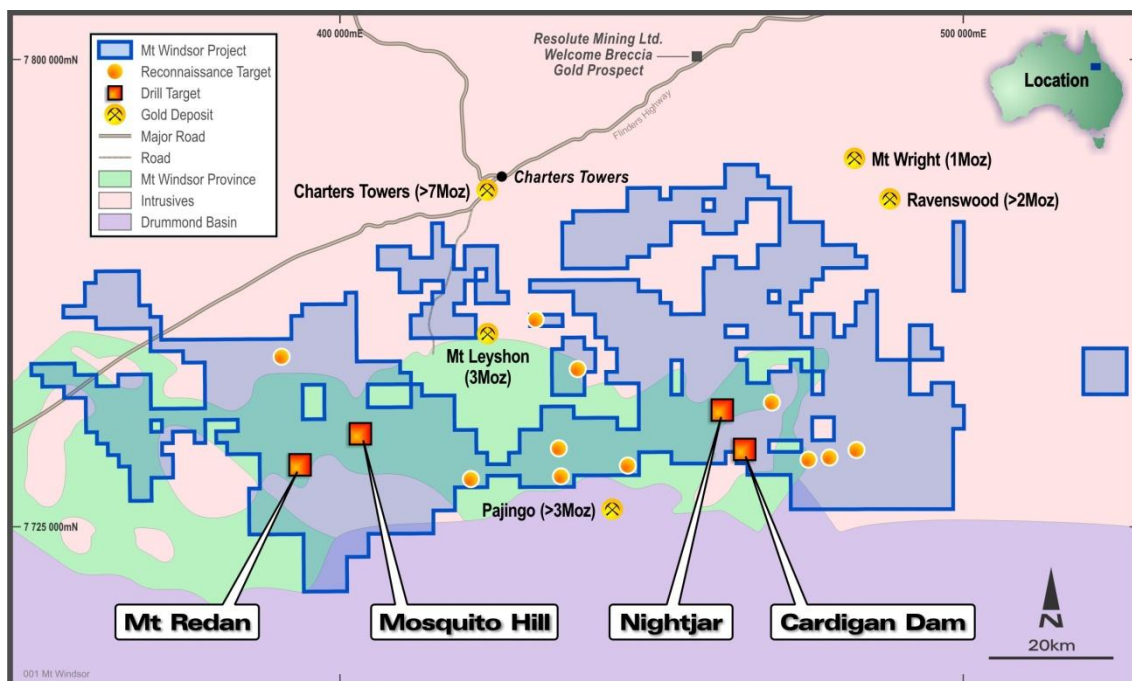 400 000mE
500 000mE
7 800 000mN
Mt Windsor Project
Reconnaissance Target
Drill Target
Gold Deposit
Major Road
Road
Mt Windsor Province
Intrusives
Drummond Basin
Resolute Mining Ltd.
Welcome Breccia
Gold Prospect
Flinders Highway
Location
Mt Wright (1Moz)
Charters Towers
Charters Towers (>7Moz)
Ravenswood (>2Moz)
Mt Leyshon
(3Moz)
Pajingo (>3Moz)
7 725 000mN
Mt Redan
Mosquito Hill
Nightjar
Cardigan Dam
N
20km
001 Mt Windsor